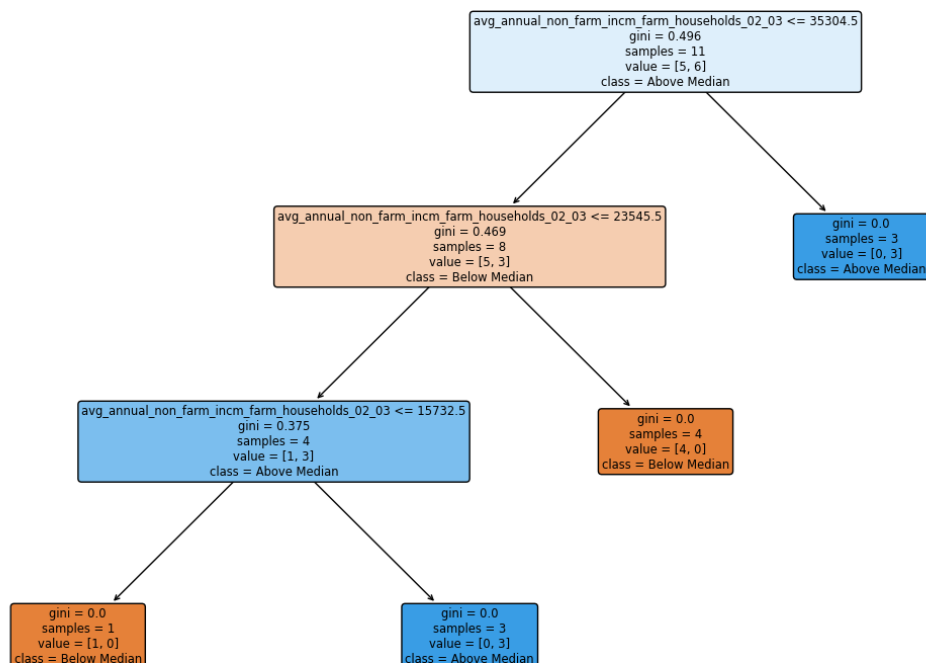 avg_annual_non_farm_incm_farm_households_02_03 <= 35304.5
gini = 0.496
samples = 11
value = [5, 6]
class = Above Median
avg_annual_non_farm_incm_farm_households_02_03 <= 23545.5
gini = 0.469
samples = 8
value = [5, 3]
class = Below Median
gini = 0.0
samples = 3
value = [0, 3]
class = Above Median
avg_annual_non_farm_incm_farm_households_02_03 <= 15732.5
gini = 0.375
samples = 4
value = [1, 3]
class = Above Median
gini = 0.0
samples = 4
value = [4, 0]
class = Below Median
gini = 0.0
samples = 1
value = [1, 0]
class = Below Median
gini = 0.0
samples = 3
value = [0, 3]
class = Above Median